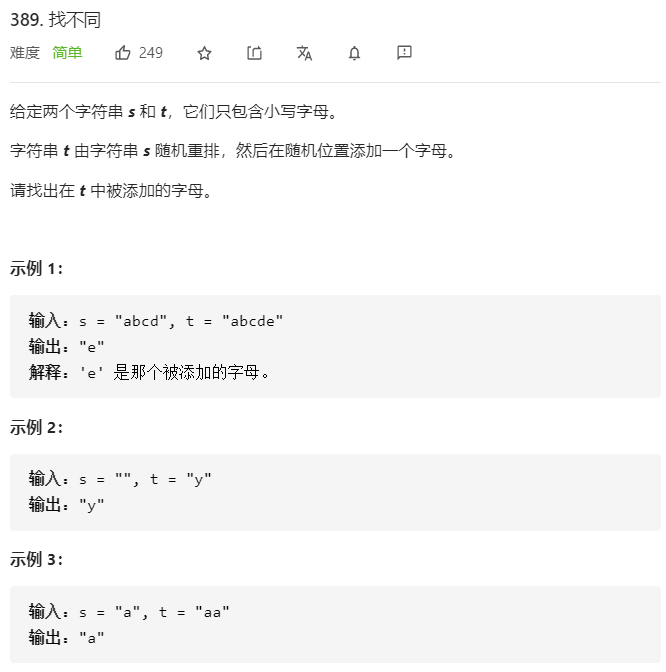 389. 找不同
难度 简单 249
给定两个字符串 s 和 t，它们只包含小写字母。
字符串 t 由字符串 s 随机重排，然后在随机位置添加一个字母。
请找出在 t 中被添加的字母。
示例 1：
输入：s = "abcd", t = "abcde"
输出："e"
解释：'e' 是那个被添加的字母。
示例 2：
输入：s = "", t = "y"
输出："y"
示例 3：
输入：s = "a", t = "aa"
输出："a"